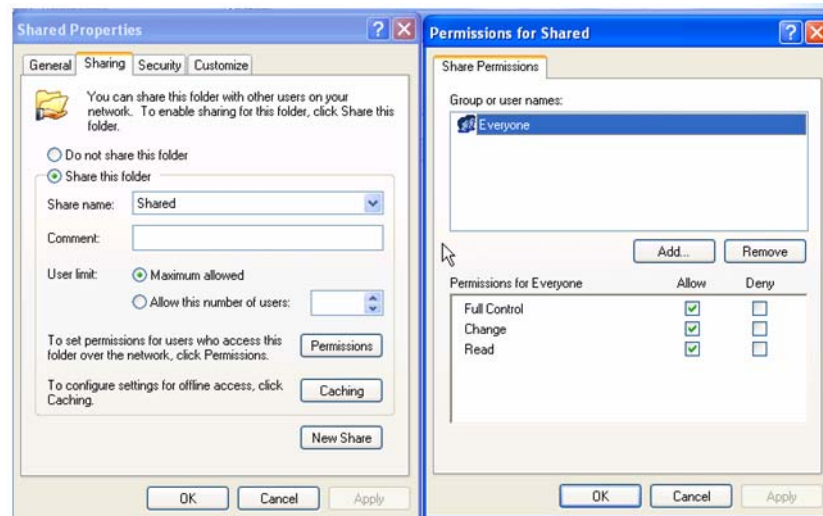 Shared Properties
General
Sharing
Security
Customize
You can share this folder with other users on your
network. To enable sharing for this folder, click Share this
folder.
Do not share this folder
Share this folder
Share name:
Shared
Comment:
User limit:
Maximum allowed
Allow this number of users:
To set permissions for users who access this
folder over the network, click Permissions.
Permissions
To configure settings for offline access, click
Caching.
Caching
New Share
OK
Cancel
Apply
Permissions for Shared
Share Permissions
Group or user names:
Everyone
Add...
Remove
Permissions for Everyone
Allow
Deny
Full Control
Change
Read
OK
Cancel
Apply